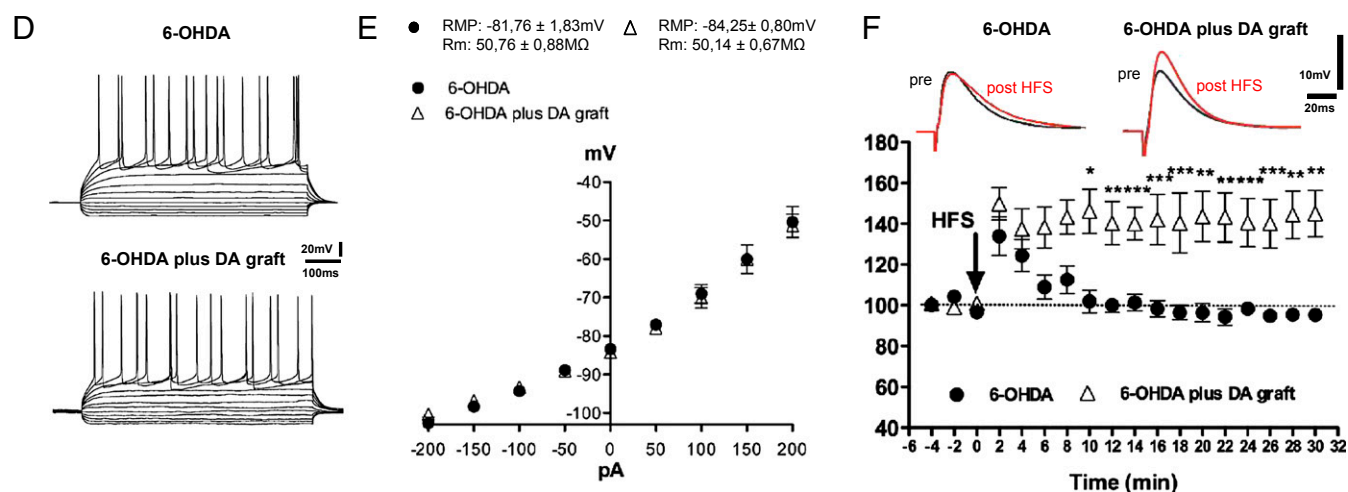 D
6-OHDA
20mV
100ms
6-OHDA plus DA graft
E
RMP: -81,76 ± 1,83mV
Rm: 50,76 ± 0,88MΩ
RMP: -84,25± 0,80mV
Rm: 50,14 ± 0,67MΩ
6-OHDA
6-OHDA plus DA graft
mV
-50
-60
-70
-80
-90
-100
-200 -150 -100 -50 0 50 100 150 200
pA
F
6-OHDA
6-OHDA plus DA graft
pre
post HFS
pre
post HFS
10mV
20ms
180
160
140
120
100
80
60
40
* ******* *** *** ** ******* *** ** **
HFS
6-OHDA
6-OHDA plus DA graft
-6 -4 -2 0 2 4 6 8 10 12 14 16 18 20 22 24 26 28 30 32
Time (min)